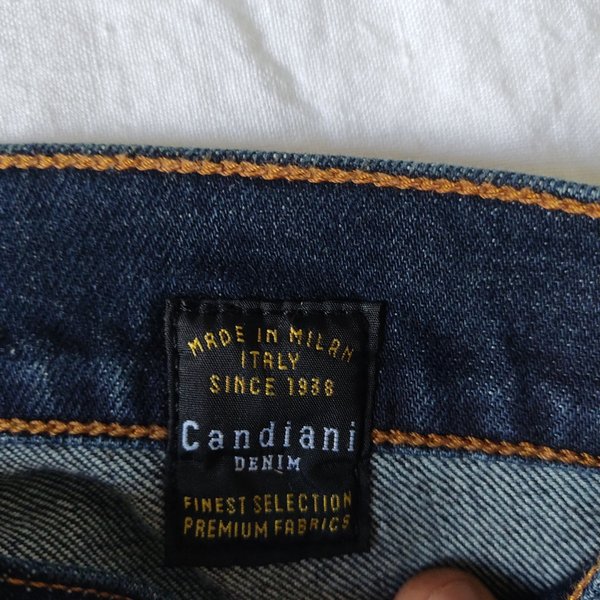 MADE IN MILAN
ITALY
SINCE 1938
Candiani
DENIM
FINEST SELECTION
PREMIUM FABRICS